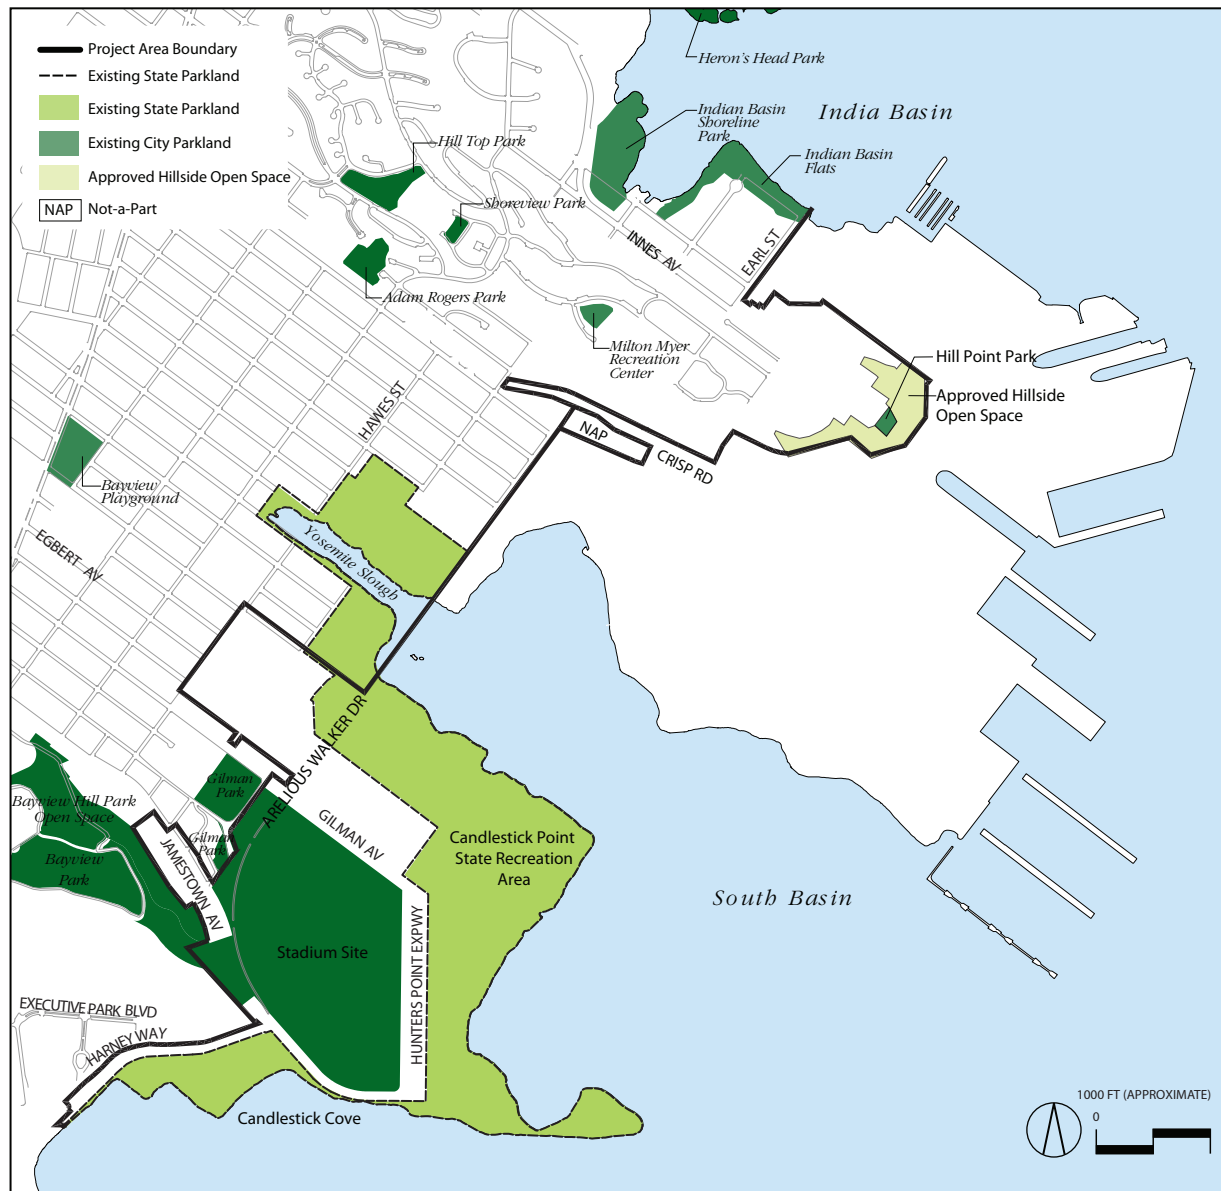 Project Area Boundary
Existing State Parkland
Existing State Parkland
Existing City Parkland
Approved Hillside Open Space
NAP Not-a-Part
Heron's Head Park
Indian Basin
Shoreline
Park
India Basin
Indian Basin
Flats
Hill Top Park
Shoreview Park
Adam Rogers Park
INNES AV
EARL ST
Milton Myer
Recreation
Center
Hill Point Park
Approved Hillside
Open Space
HAWES ST
NAP
CRISP RD
Bayview
Playground
EGBERT AV
Yosemite Slough
ARELIOUS WALKER DR
Gilman
Park
Gilman
Park
GILMAN AV
Bayview Hill Park
Open Space
Bayview
Park
JAMESTOWN AV
Candlestick Point
State Recreation
Area
South Basin
Stadium Site
HUNTERS POINT EXPWY
EXECUTIVE PARK BLVD
HARNEY WAY
Candlestick Cove
1000 FT (APPROXIMATE)
0